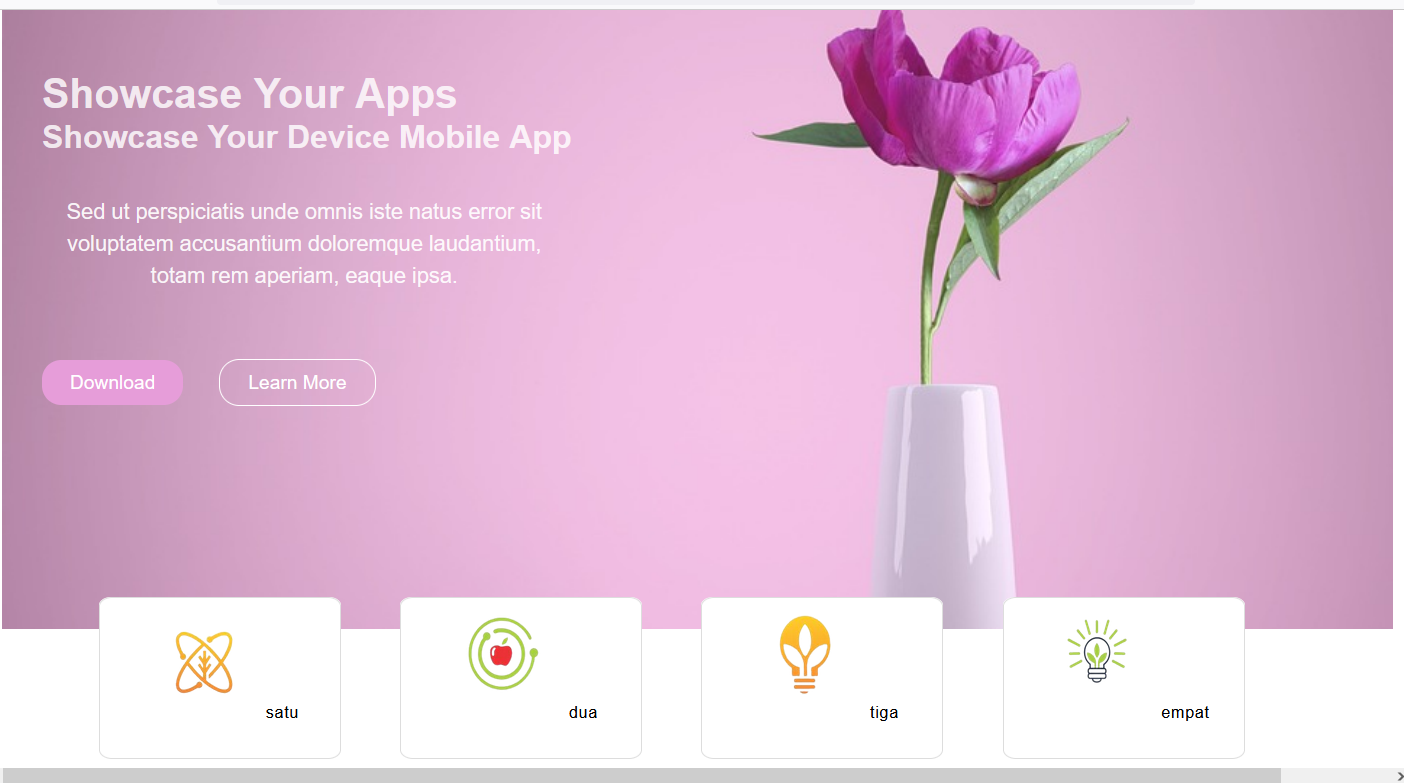 Showcase Your Apps
Showcase Your Device Mobile App
Sed ut perspiciatis unde omnis iste natus error sit
voluptatem accusantium doloremque laudantium,
totam rem aperiam, eaque ipsa.
Download
Learn More
satu
dua
tiga
empat